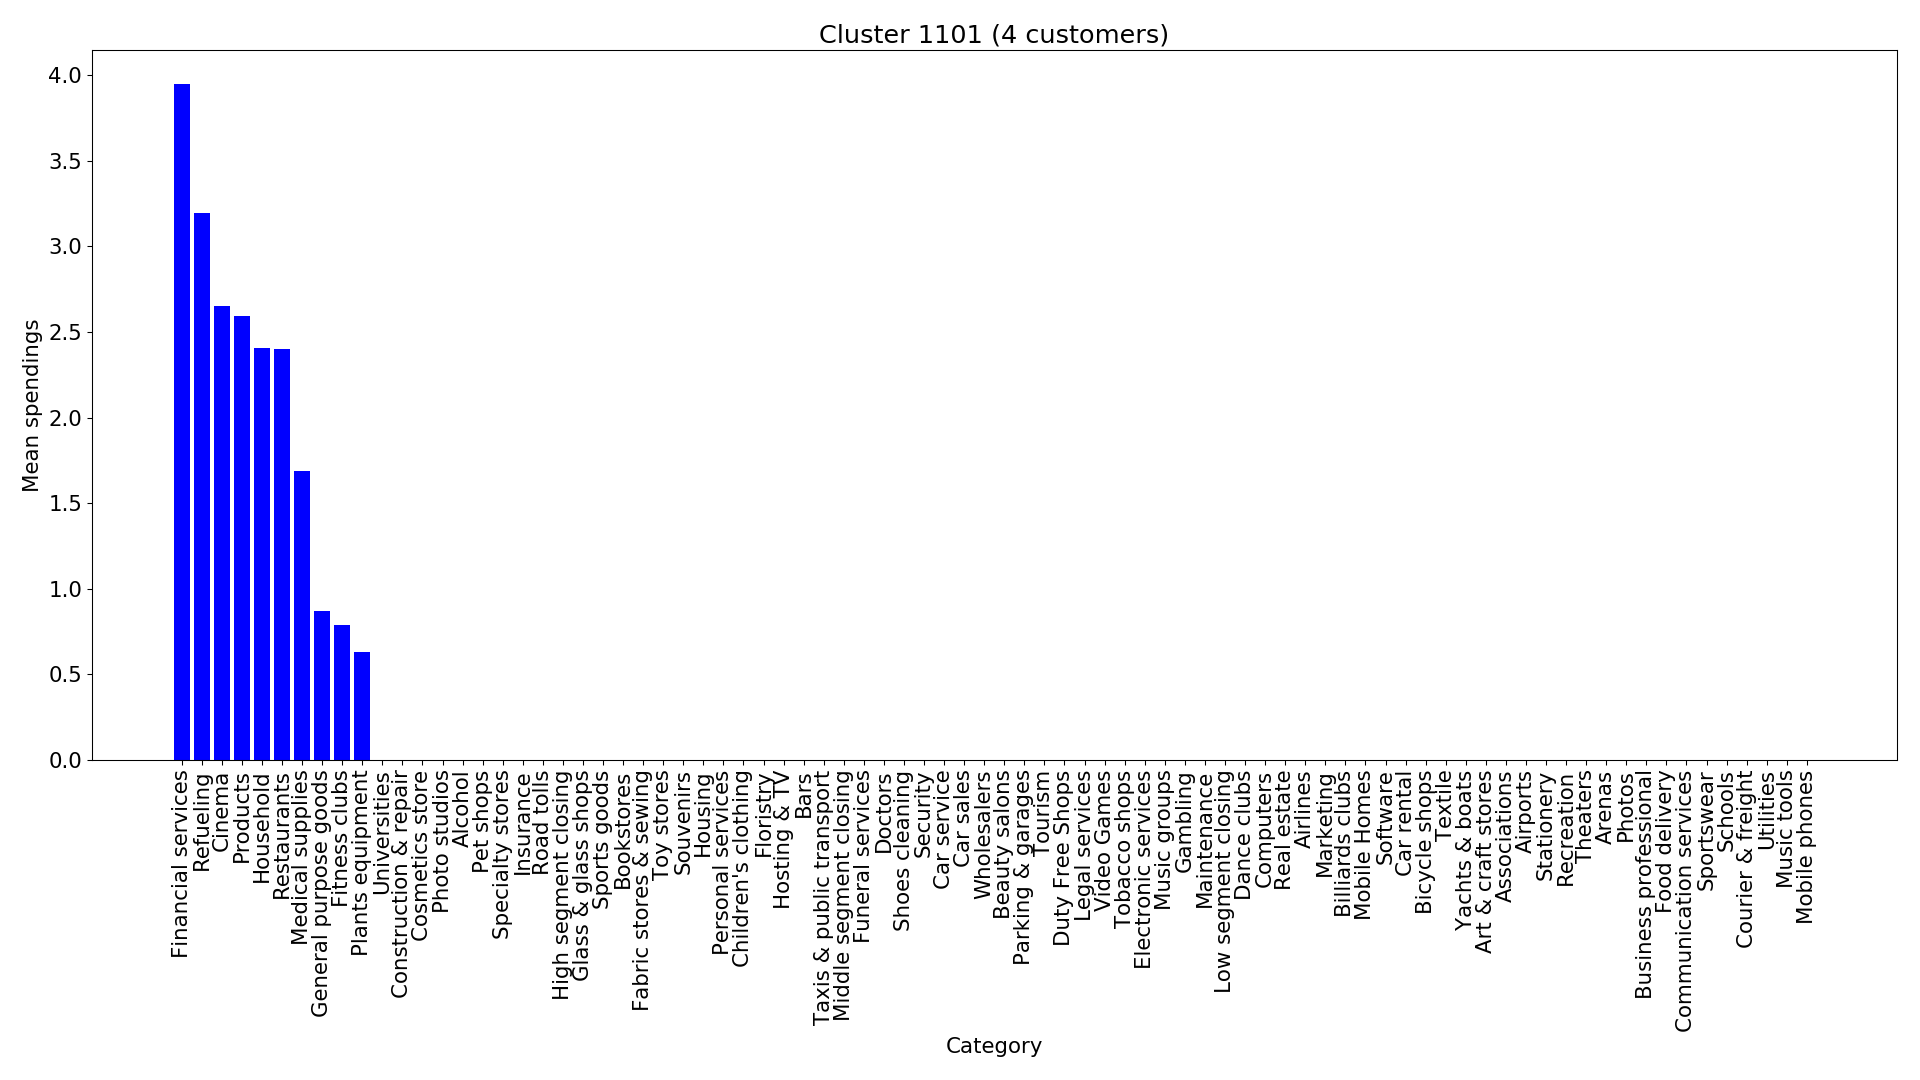 Cluster 1101 (4 customers)
Mean spendings
4.0
3.5
3.0
2.5
2.0
1.5
1.0
0.5
0.0
Financial services
Refueling
Cinema
Products
Household
Restaurants
Medical supplies
General purpose goods
Fitness clubs
Plants equipment
Universities
Construction & repair
Cosmetics store
Photo studios
Alcohol
Pet shops
Specialty stores
Insurance
Road tolls
High segment closing
Glass & glass shops
Sports goods
Bookstores
Fabric stores & sewing
Toy stores
Souvenirs
Housing
Personal services
Children's clothing
Floristry
Hosting & TV
Bars
Taxis & public transport
Middle segment closing
Funeral services
Doctors
Shoes cleaning
Security
Car service
Car sales
Wholesalers
Beauty salons
Parking & garages
Tourism
Duty Free Shops
Legal services
Video Games
Tobacco shops
Electronic services
Music groups
Gambling
Maintenance
Low segment closing
Dance clubs
Computers
Real estate
Airlines
Marketing
Billiards clubs
Mobile Homes
Software
Car rental
Bicycle shops
Textile
Yachts & boats
Art & craft stores
Associations
Airports
Stationery
Recreation
Theaters
Arenas
Photos
Business professional
Food delivery
Communication services
Sportswear
Schools
Courier & freight
Utilities
Music tools
Mobile phones
Category